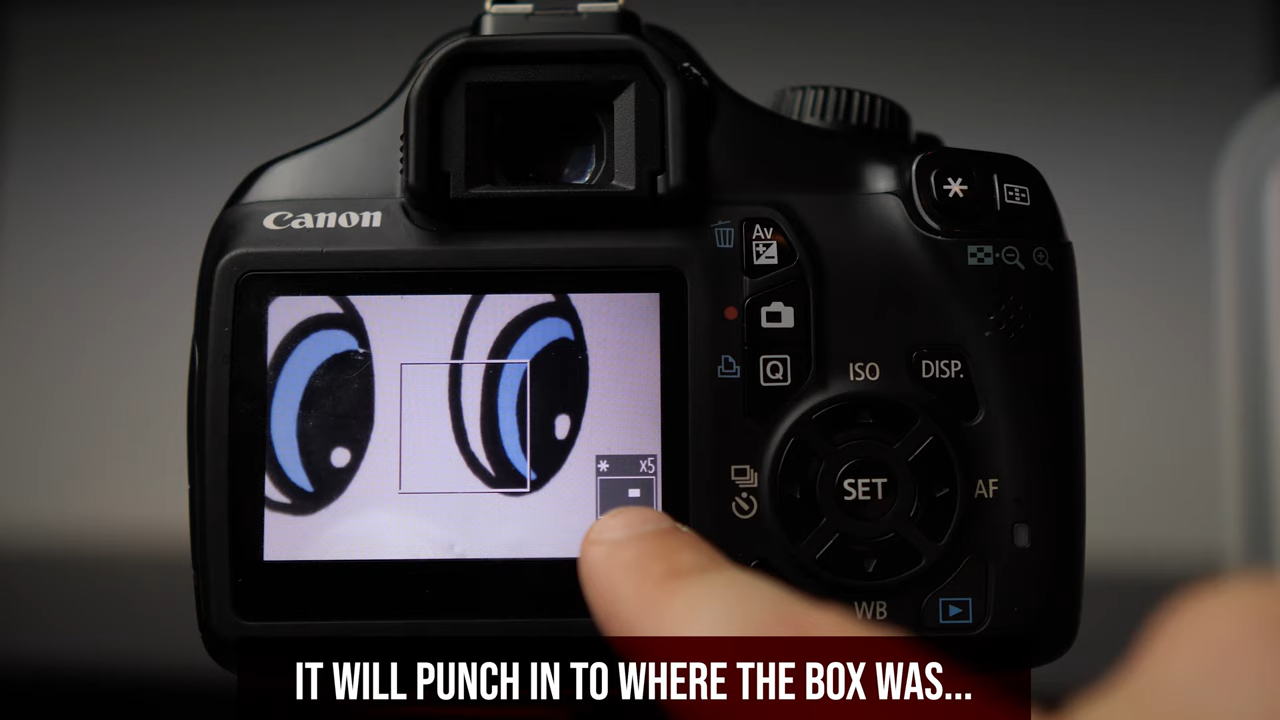 Canon
Av
Q
ISO
DISP.
x5
SET
AF
WB
IT WILL PUNCH IN TO WHERE THE BOX WAS...